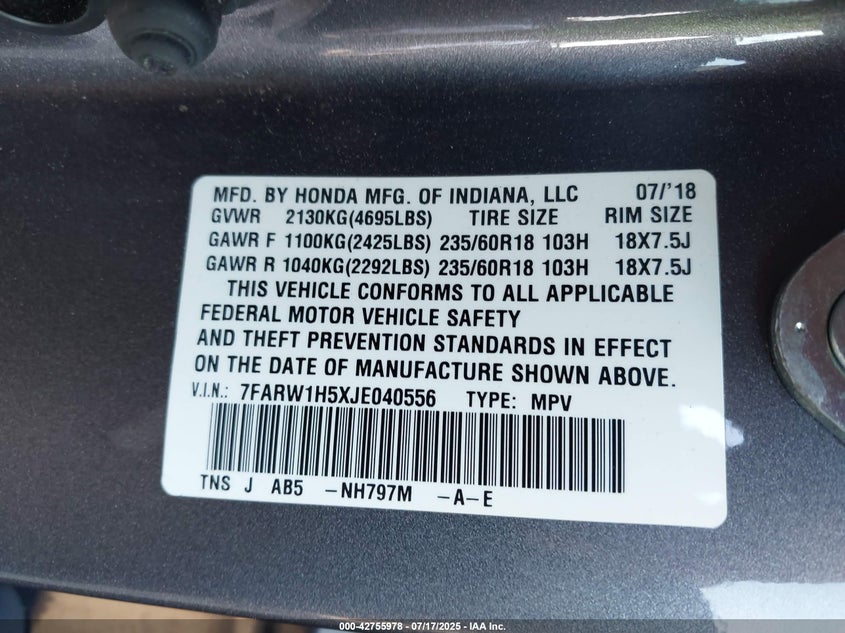 MFD. BY HONDA MFG. OF INDIANA, LLC 07/'18
GVWR 2130KG(4695LBS) TIRE SIZE RIM SIZE
GAWR F 1100KG(2425LBS) 235/60R18 103H 18X7.5J
GAWR R 1040KG(2292LBS) 235/60R18 103H 18X7.5J
THIS VEHICLE CONFORMS TO ALL APPLICABLE
FEDERAL MOTOR VEHICLE SAFETY
AND THEFT PREVENTION STANDARDS IN EFFECT
ON THE DATE OF MANUFACTURE SHOWN ABOVE.
V.I.N.: 7FARW1H5XJE040556 TYPE: MPV
TNS J AB5 -NH797M -A-E
000-42755978 - 07/17/2025 - IAA Inc.